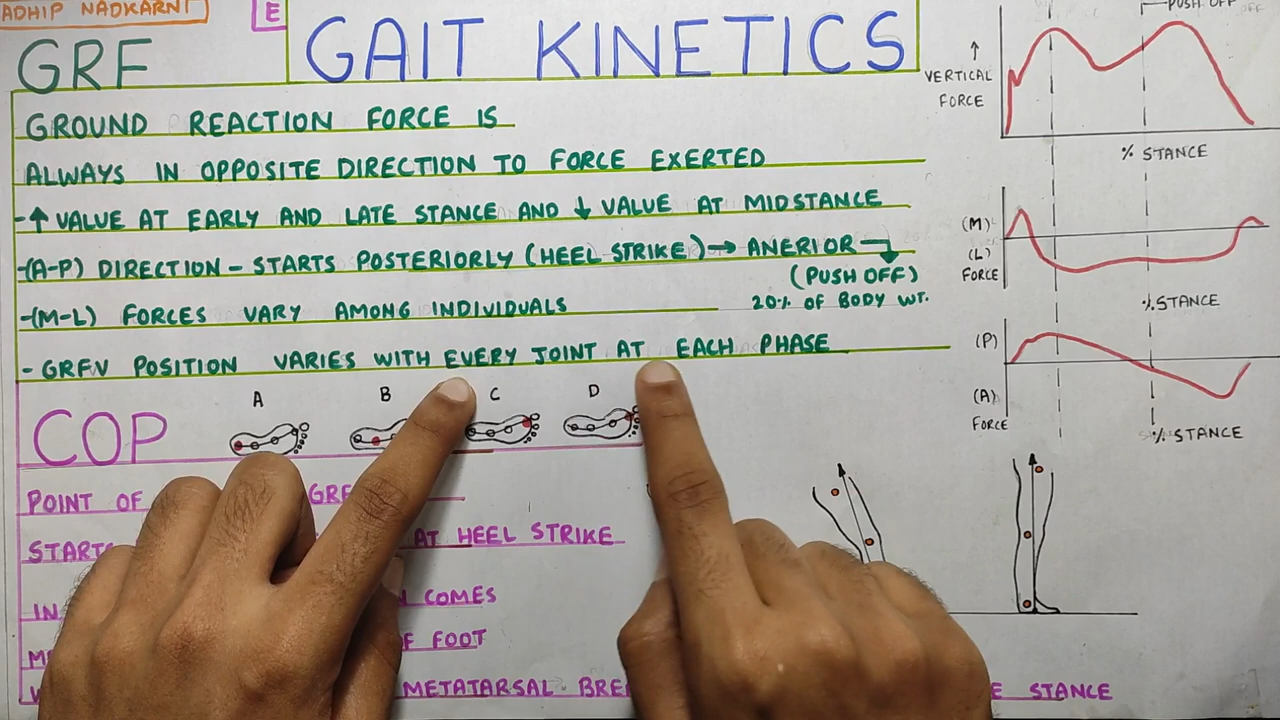 ADHIP NADKARNI
E
GRF
GAIT KINETICS
GROUND REACTION FORCE IS
ALWAYS IN OPPOSITE DIRECTION TO FORCE EXERTED
- ↑ VALUE AT EARLY AND LATE STANCE AND ↓ VALUE AT MIDSTANCE
-(A-P) DIRECTION - STARTS POSTERIORLY (HEEL STRIKE) → ANERIOR
(PUSH OFF)
20% OF BODY WT.
-(M-L) FORCES VARY AMONG INDIVIDUALS
- GRFV POSITION VARIES WITH EVERY JOINT AT EACH PHASE
COP
A B C D
POINT OF GRF
STARTS AT HEEL STRIKE
IN COMES
OF FOOT
METATARSAL STANCE
PUSH OFF
↑
VERTICAL
FORCE
% STANCE
(M)
(L)
FORCE
% STANCE
(P)
(A)
FORCE
% STANCE